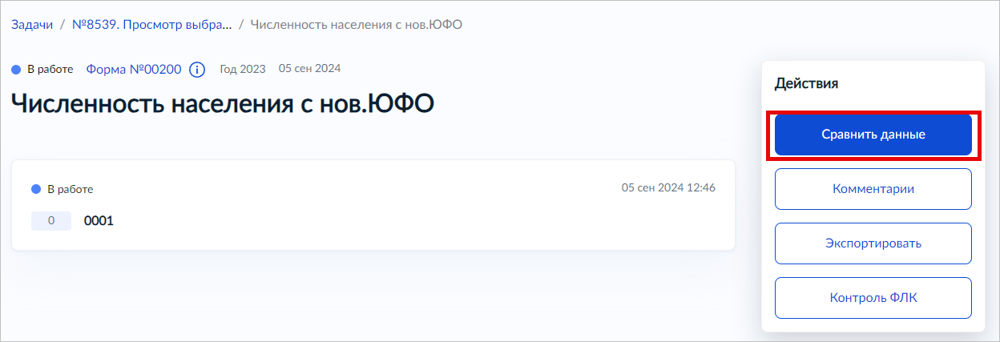 Задачи / №8539. Просмотр выбра... / Численность населения с нов.ЮФО
В работе Форма №00200 i Год 2023 05 сен 2024
Численность населения с нов.ЮФО
В работе 05 сен 2024 12:46
0 0001
Действия
Сравнить данные
Комментарии
Экспортировать
Контроль ФЛК